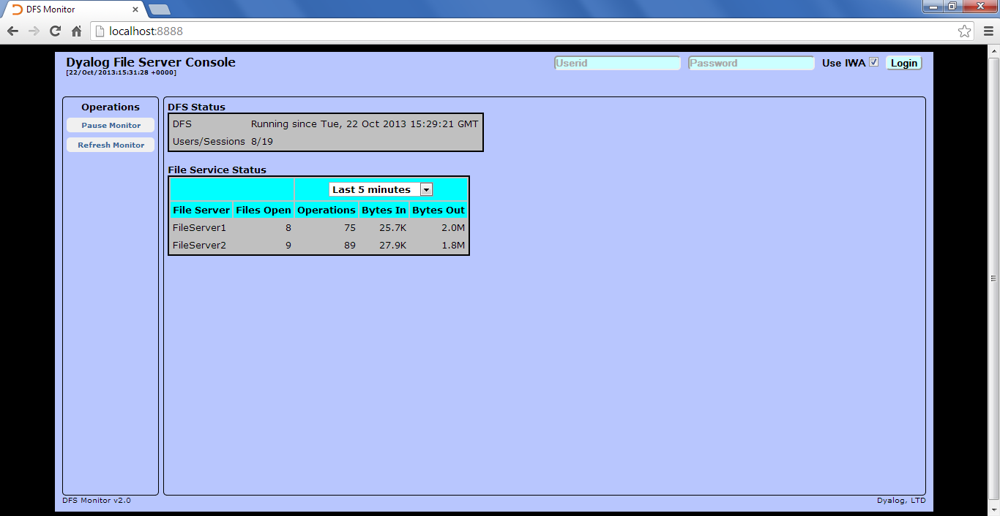 DFS Monitor
localhost:8888
Dyalog File Server Console
[22/Oct/2013:15:31:28 +0000]
Userid Password Use IWA Login
Operations
Pause Monitor
Refresh Monitor
DFS Status
DFS Running since Tue, 22 Oct 2013 15:29:21 GMT
Users/Sessions 8/19
File Service Status
Last 5 minutes
File Server Files Open Operations Bytes In Bytes Out
FileServer1 8 75 25.7K 2.0M
FileServer2 9 89 27.9K 1.8M
DFS Monitor v2.0 Dyalog, LTD